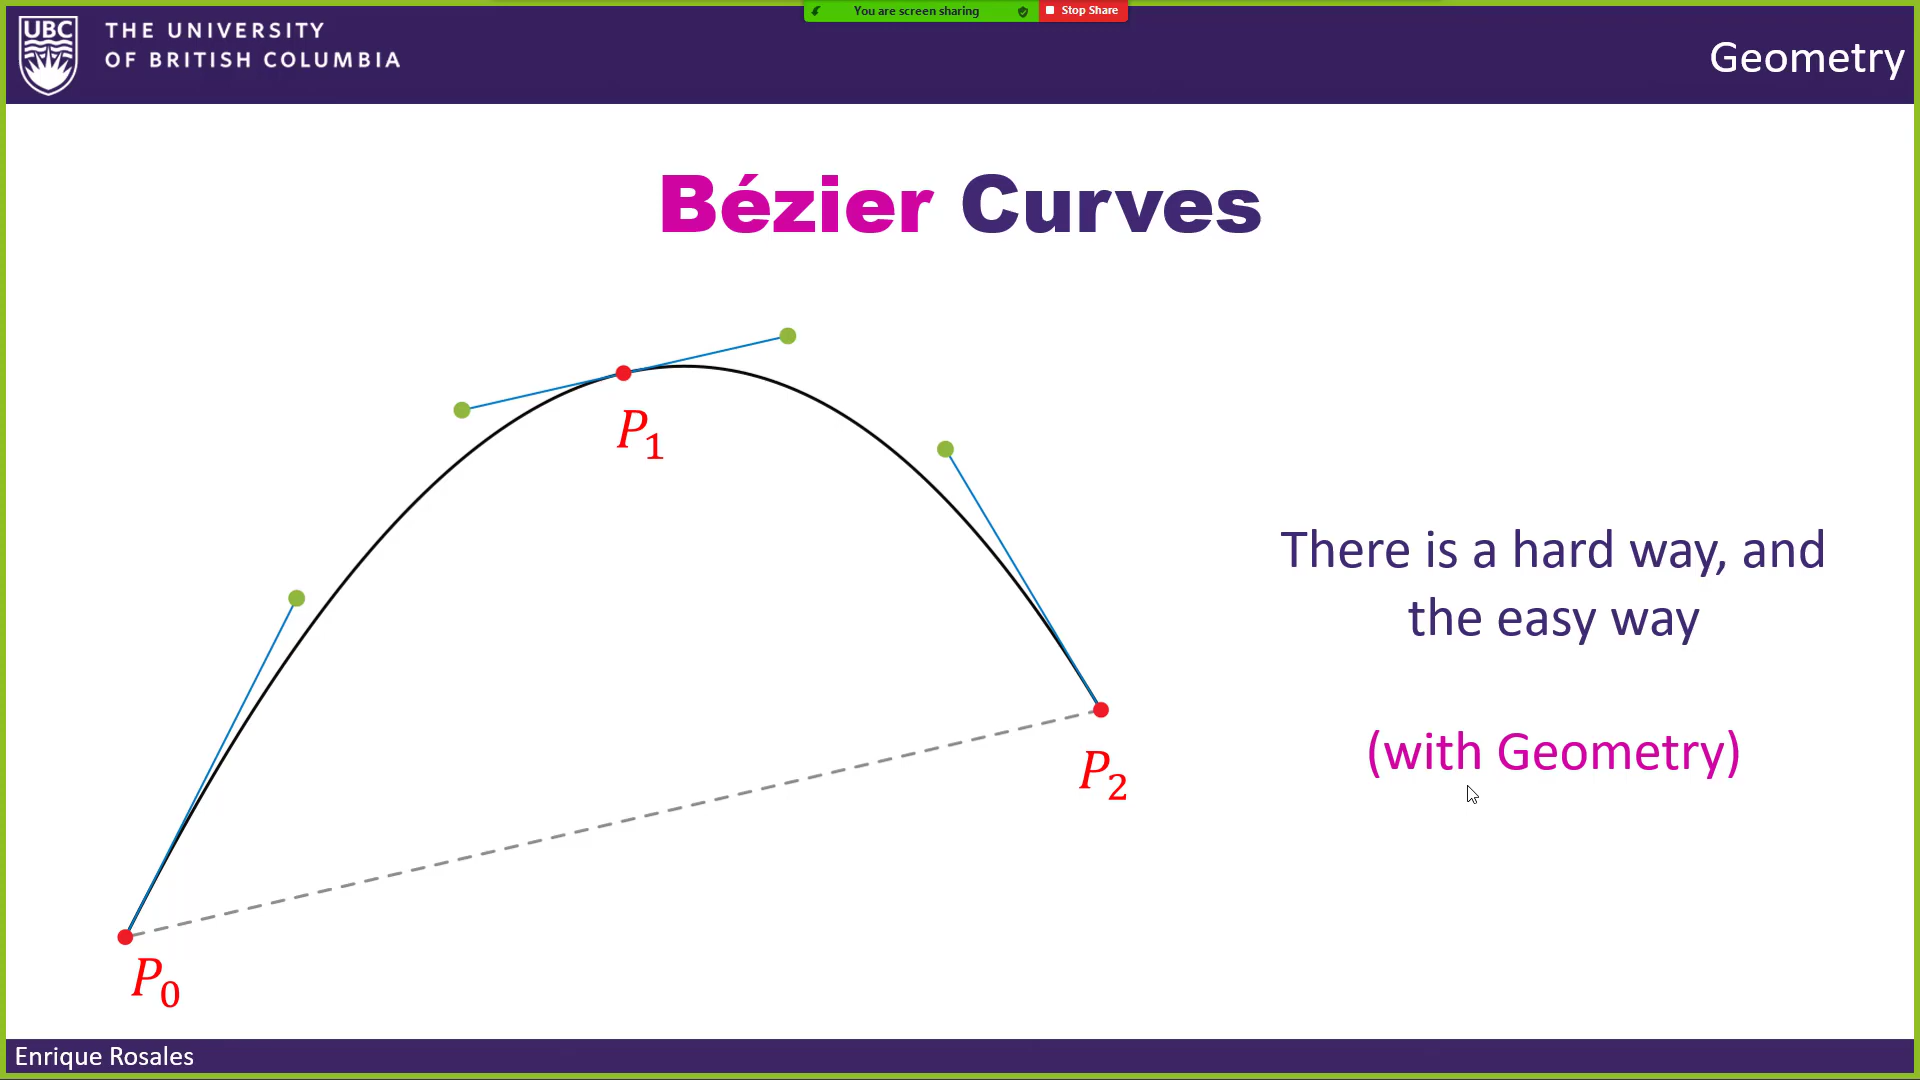 You are screen sharing
Stop Share
UBC
THE UNIVERSITY
OF BRITISH COLUMBIA
Geometry
Bézier Curves
P₁
There is a hard way, and
the easy way
(with Geometry)
P₂
P₀
Enrique Rosales